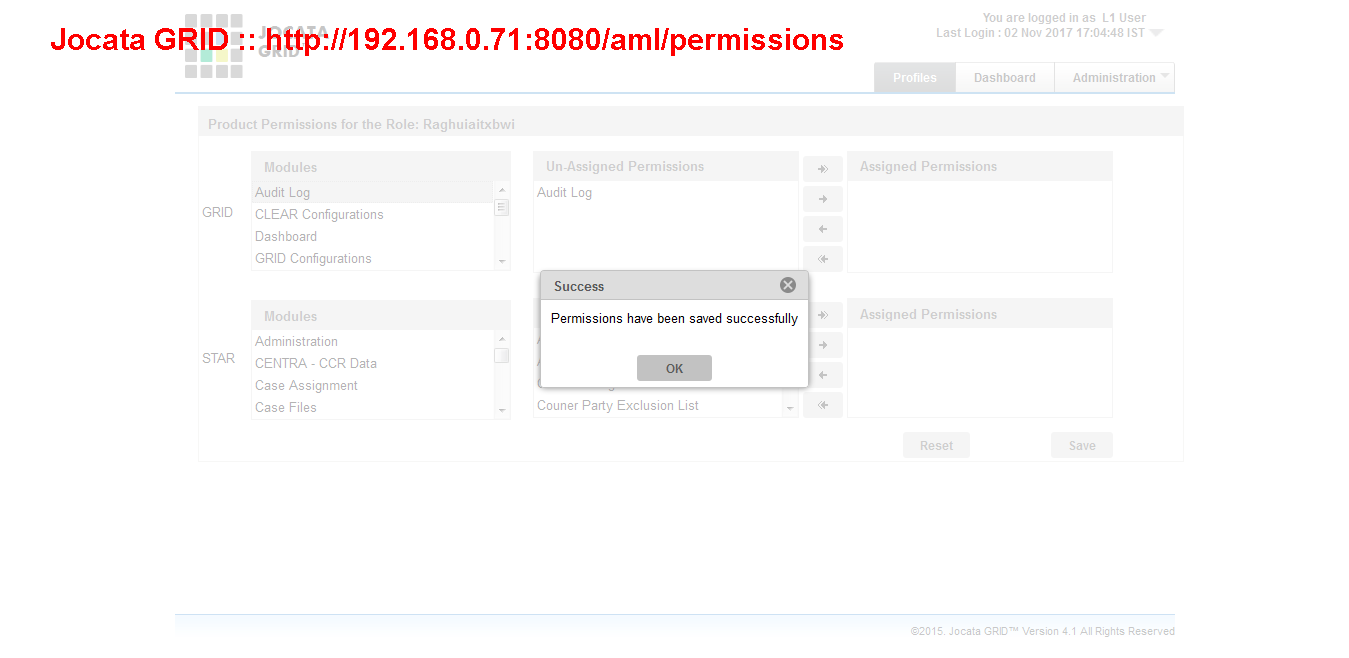 You are logged in as L1 User
Last Login : 02 Nov 2017 17:04:48 IST
JOCATA
GRID
Jocata GRID :: http://192.168.0.71:8080/aml/permissions
Profiles
Dashboard
Administration
Product Permissions for the Role: Raghuiaitxbwi
GRID
Modules
Audit Log
CLEAR Configurations
Dashboard
GRID Configurations
Un-Assigned Permissions
Audit Log
Assigned Permissions
Success
Permissions have been saved successfully
OK
STAR
Modules
Administration
CENTRA - CCR Data
Case Assignment
Case Files
Couner Party Exclusion List
Assigned Permissions
Reset
Save
©2015. Jocata GRID™ Version 4.1 All Rights Reserved